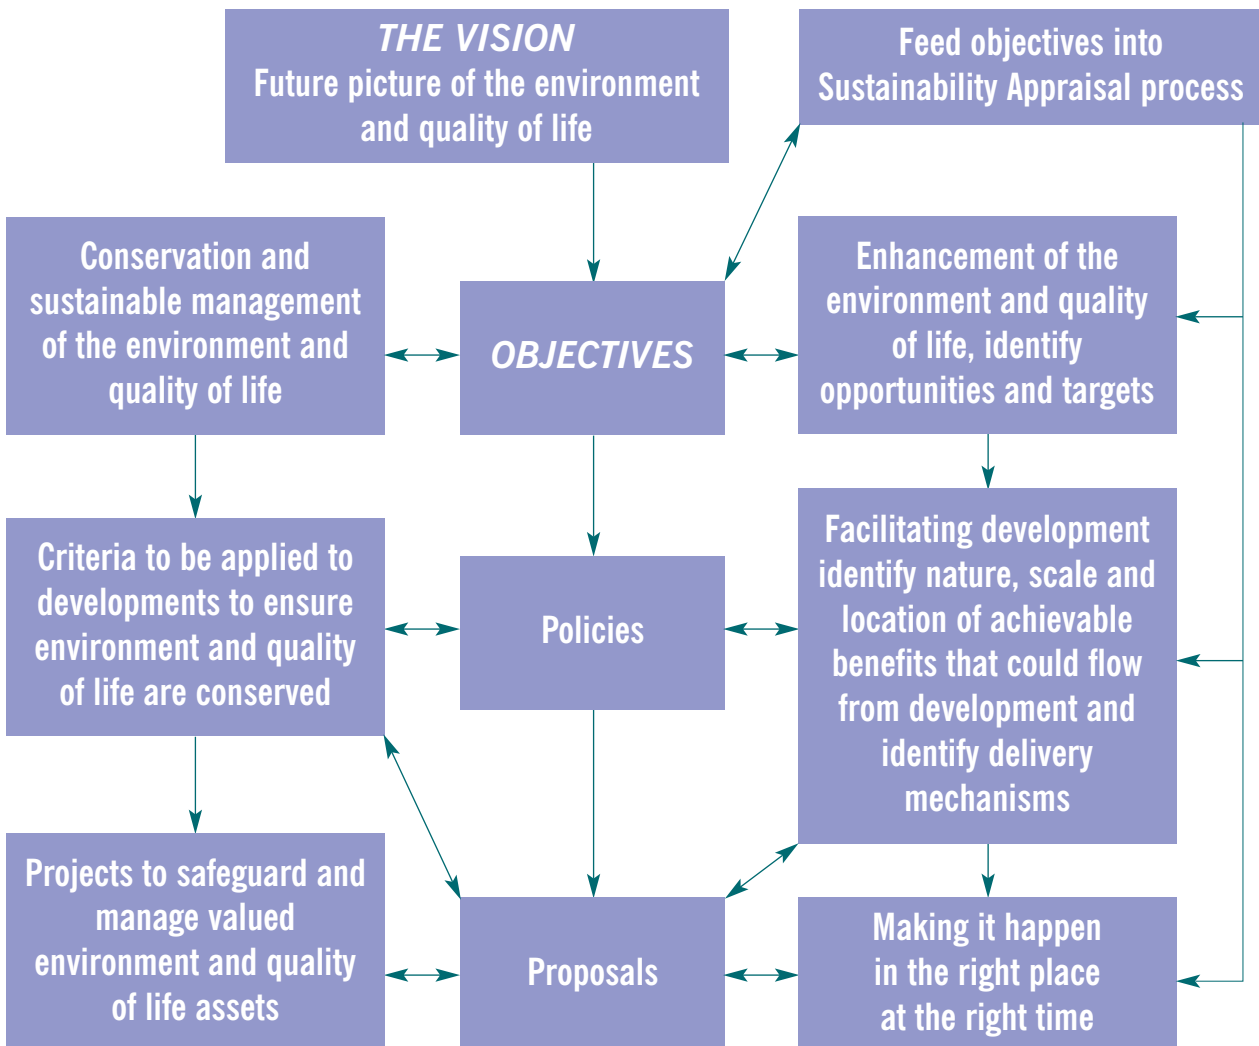 THE VISION
Future picture of the environment
and quality of life
Feed objectives into
Sustainability Appraisal process
Conservation and
sustainable management
of the environment and
quality of life
OBJECTIVES
Enhancement of the
environment and quality
of life, identify
opportunities and targets
Criteria to be applied to
developments to ensure
environment and quality
of life are conserved
Policies
Facilitating development
identify nature, scale and
location of achievable
benefits that could flow
from development and
identify delivery
mechanisms
Projects to safeguard and
manage valued
environment and quality
of life assets
Proposals
Making it happen
in the right place
at the right time